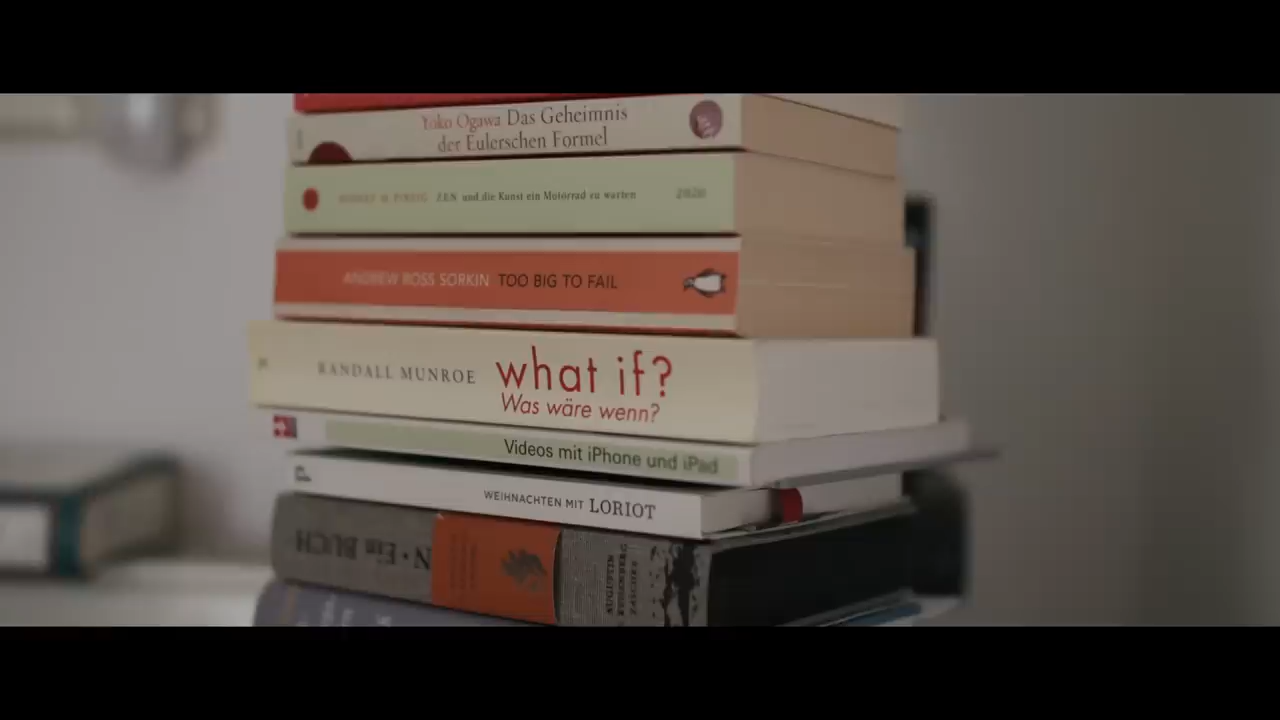 Yoko Ogawa Das Geheimnis
der Eulerschen Formel
ZEN und die Kunst ein Motorrad zu warten
ANDREW ROSS SORKIN TOO BIG TO FAIL
RANDALL MUNROE what if?
Was wäre wenn?
Videos mit iPhone und iPad
WEIHNACHTEN MIT LORIOT
N • Ein BUCH